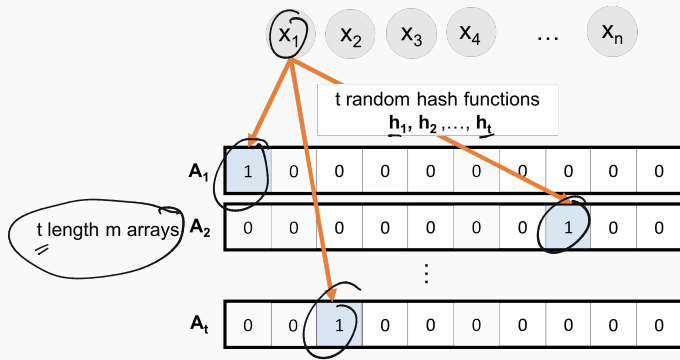 x1 x2 x3 x4 ... xn
t random hash functions
h1, h2 ,..., ht
A1 1 0 0 0 0 0 0 0 0 0
t length m arrays A2 0 0 0 0 0 0 0 1 0 0
⋮
At 0 0 1 0 0 0 0 0 0 0